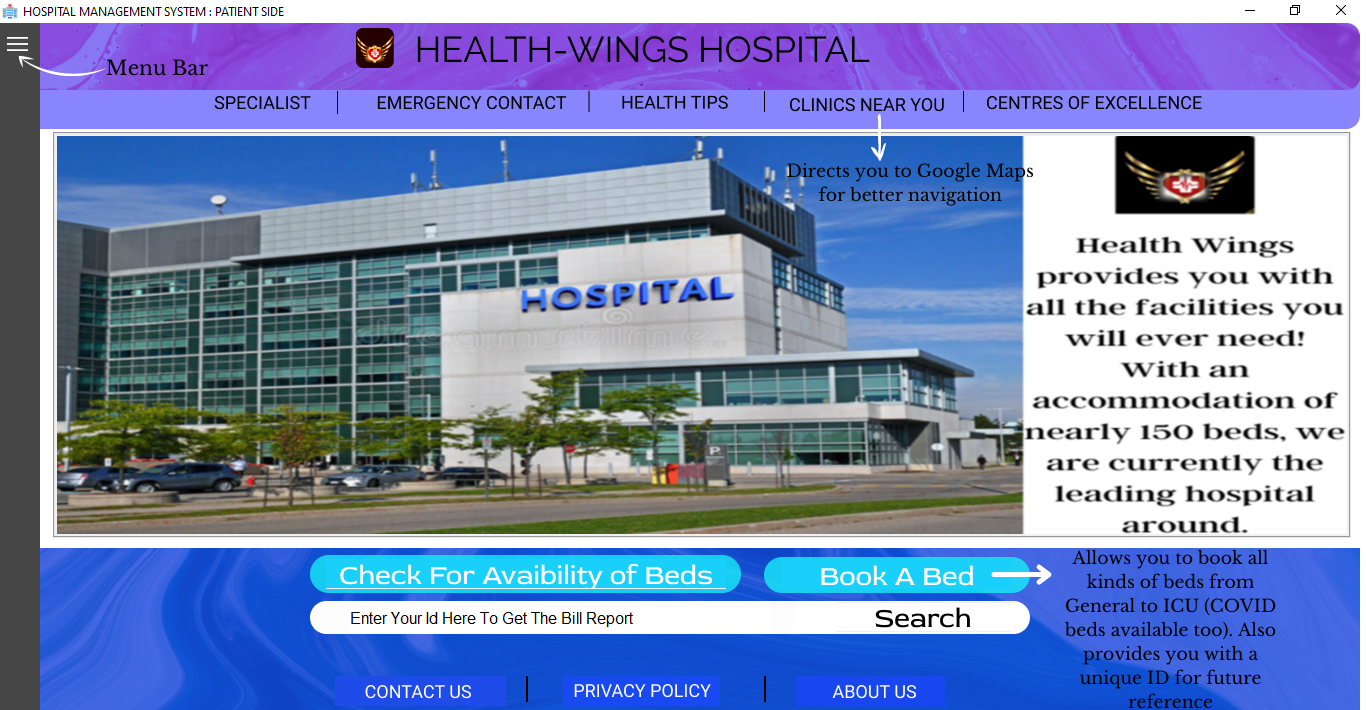 HOSPITAL MANAGEMENT SYSTEM : PATIENT SIDE
HEALTH-WINGS HOSPITAL
Menu Bar
SPECIALIST
EMERGENCY CONTACT
HEALTH TIPS
CLINICS NEAR YOU
CENTRES OF EXCELLENCE
Directs you to Google Maps
for better navigation
HOSPITAL
dreamstime
P
Health Wings
provides you with
all the facilities you
will ever need!
With an
accommodation of
nearly 150 beds, we
are currently the
leading hospital
around.
Check For Avaibility of Beds
Book A Bed
Allows you to book all
kinds of beds from
General to ICU (COVID
beds available too). Also
provides you with a
unique ID for future
reference
Enter Your Id Here To Get The Bill Report
Search
CONTACT US
PRIVACY POLICY
ABOUT US